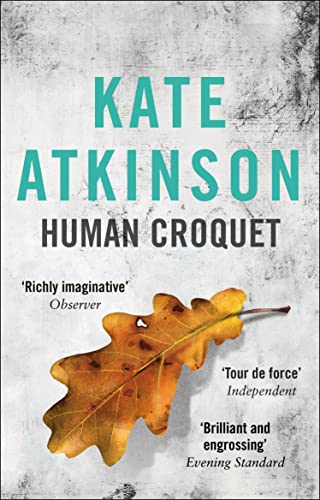 KATE
ATKINSON
HUMAN CROQUET
‘Richly imaginative’
Observer
‘Tour de force’
Independent
‘Brilliant and
engrossing’
Evening Standard